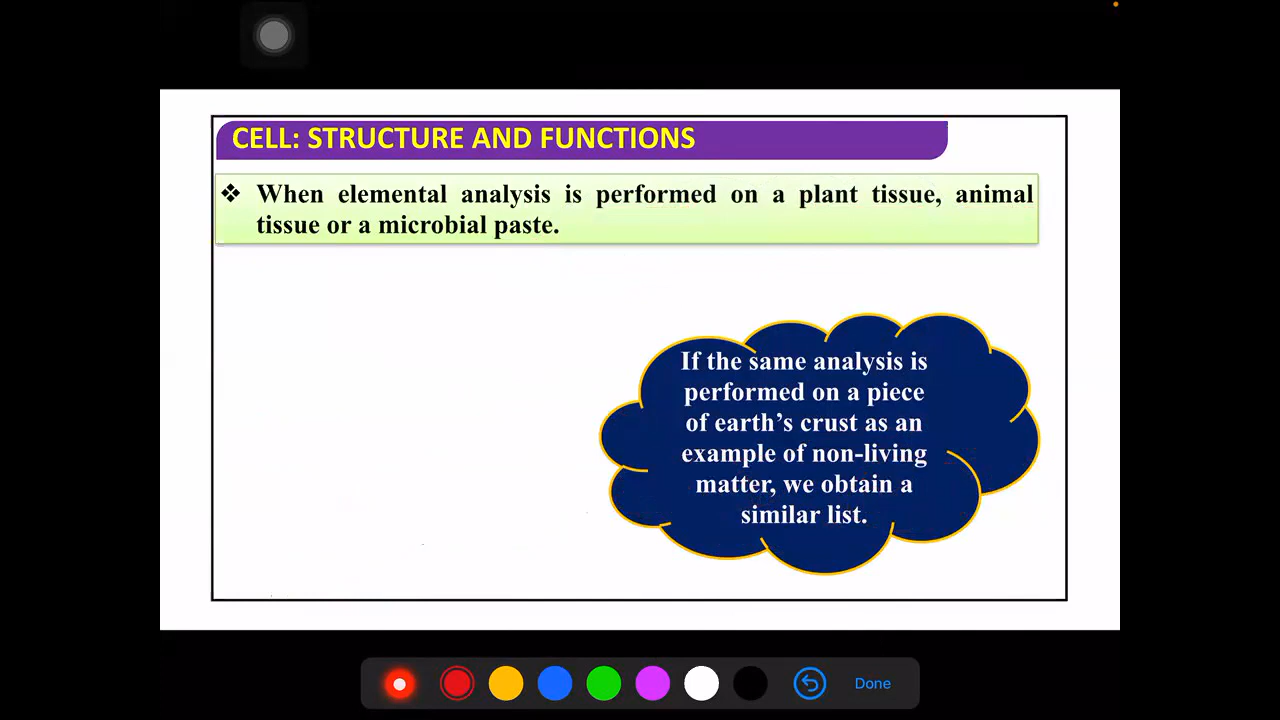 CELL: STRUCTURE AND FUNCTIONS
❖ When elemental analysis is performed on a plant tissue, animal
tissue or a microbial paste.
If the same analysis is
performed on a piece
of earth’s crust as an
example of non-living
matter, we obtain a
similar list.
Done